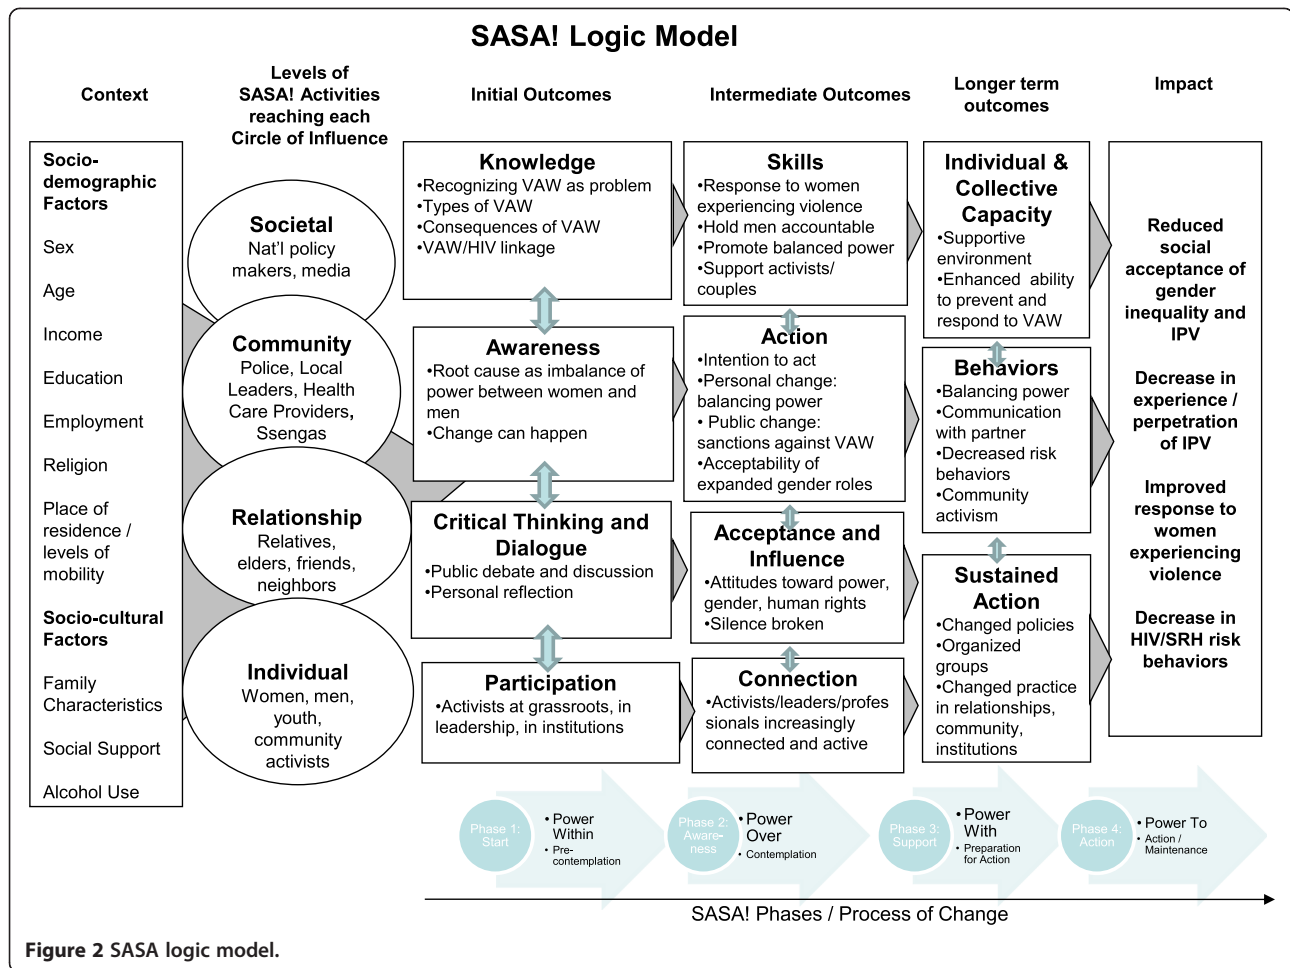 SASA! Logic Model
Context
Levels of
SASA! Activities
reaching each
Circle of Influence
Initial Outcomes
Intermediate Outcomes
Longer term
outcomes
Impact
Socio-
demographic
Factors
Sex
Age
Income
Education
Employment
Religion
Place of
residence /
levels of
mobility
Socio-cultural
Factors
Family
Characteristics
Social Support
Alcohol Use
Societal
Nat'l policy
makers, media
Community
Police, Local
Leaders, Health
Care Providers,
Ssengas
Relationship
Relatives,
elders, friends,
neighbors
Individual
Women, men,
youth,
community
activists
Knowledge
•Recognizing VAW as problem
•Types of VAW
•Consequences of VAW
•VAW/HIV linkage
Awareness
•Root cause as imbalance of
power between women and
men
•Change can happen
Critical Thinking and
Dialogue
•Public debate and discussion
•Personal reflection
Participation
•Activists at grassroots, in
leadership, in institutions
Skills
•Response to women
experiencing violence
•Hold men accountable
•Promote balanced power
•Support activists/
couples
Action
•Intention to act
•Personal change:
balancing power
• Public change:
sanctions against VAW
•Acceptability of
expanded gender roles
Acceptance and
Influence
•Attitudes toward power,
gender, human rights
•Silence broken
Connection
•Activists/leaders/profes
sionals increasingly
connected and active
Individual &
Collective
Capacity
•Supportive
environment
•Enhanced ability
to prevent and
respond to VAW
Behaviors
•Balancing power
•Communication
with partner
•Decreased risk
behaviors
•Community
activism
Sustained
Action
•Changed policies
•Organized
groups
•Changed practice
in relationships,
community,
institutions
Reduced
social
acceptance of
gender
inequality and
IPV
Decrease in
experience /
perpetration
of IPV
Improved
response to
women
experiencing
violence
Decrease in
HIV/SRH risk
behaviors
Phase 1:
Start
• Power
Within
• Pre-
contemplation
Phase 2:
Aware-
ness
• Power
Over
• Contemplation
Phase 3:
Support
• Power
With
• Preparation
for Action
Phase 4:
Action
• Power To
• Action /
Maintenance
SASA! Phases / Process of Change
Figure 2 SASA logic model.